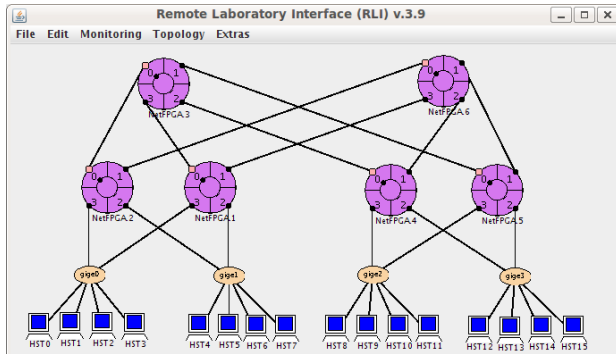 Remote Laboratory Interface (RLI) v.3.9
File Edit Monitoring Topology Extras
0 1 0 1
3 2 3 2
NetFPGA.3 NetFPGA.6
0 1 0 1 0 1 0 1
3 2 3 2 3 2 3 2
NetFPGA.2 NetFPGA.1 NetFPGA.4 NetFPGA.5
gige0 gige1 gige2 gige3
HST0 HST1 HST2 HST3 HST4 HST5 HST6 HST7 HST8 HST9 HST10 HST11 HST12 HST13 HST14 HST15